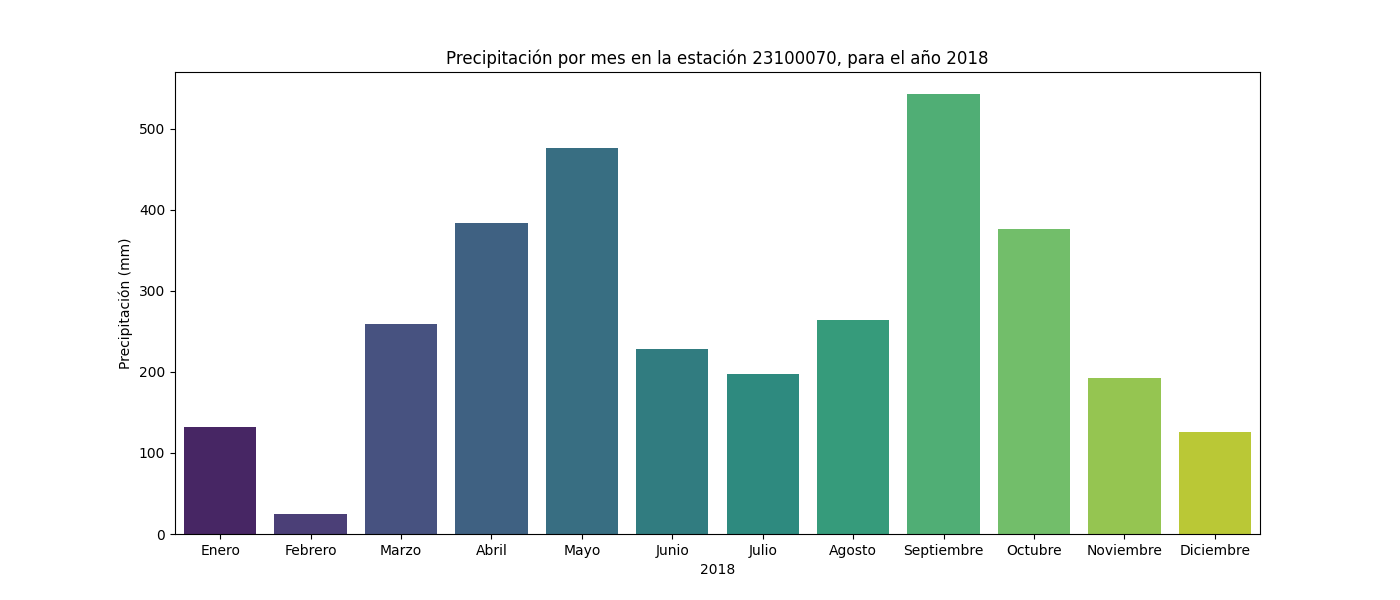 Precipitación por mes en la estación 23100070, para el año 2018
Precipitación (mm)
500
400
300
200
100
0
Enero Febrero Marzo Abril Mayo Junio Julio Agosto Septiembre Octubre Noviembre Diciembre
2018